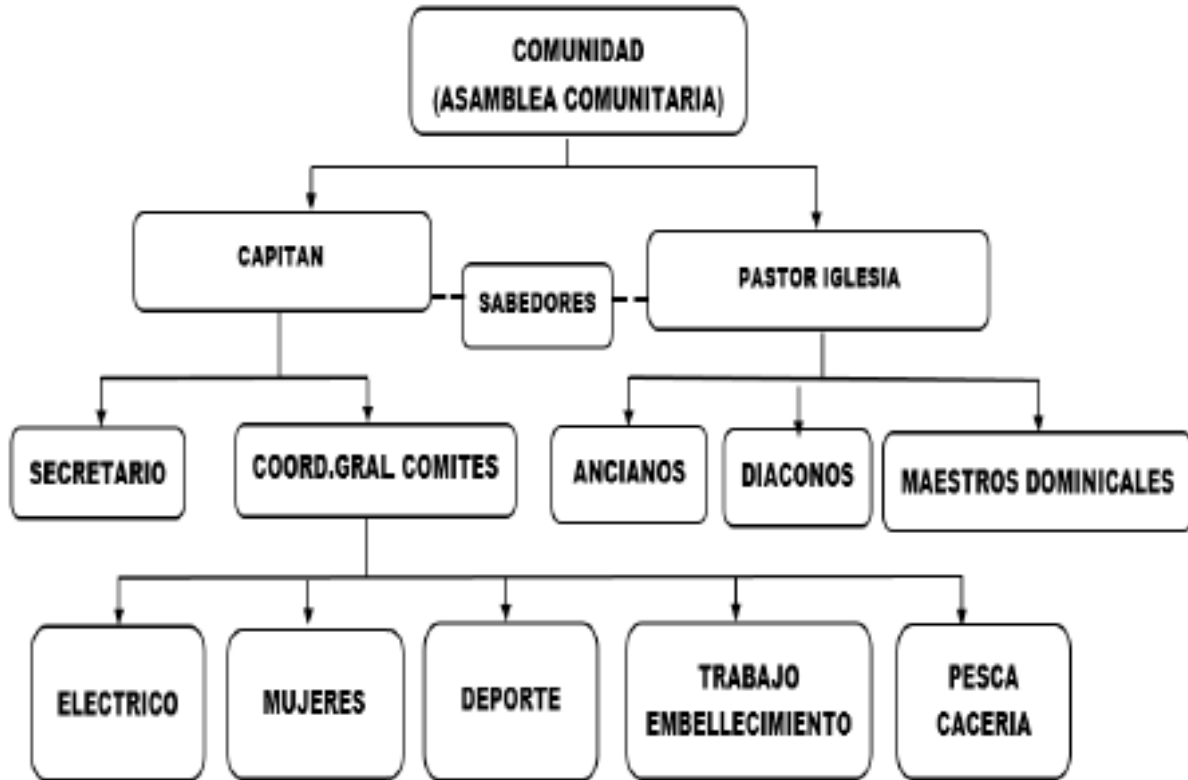 COMUNIDAD
(ASAMBLEA COMUNITARIA)
CAPITAN
SABEDORES
PASTOR IGLESIA
SECRETARIO
COORD.GRAL COMITES
ANCIANOS
DIACONOS
MAESTROS DOMINICALES
ELECTRICO
MUJERES
DEPORTE
TRABAJO
EMBELLECIMIENTO
PESCA
CACERIA